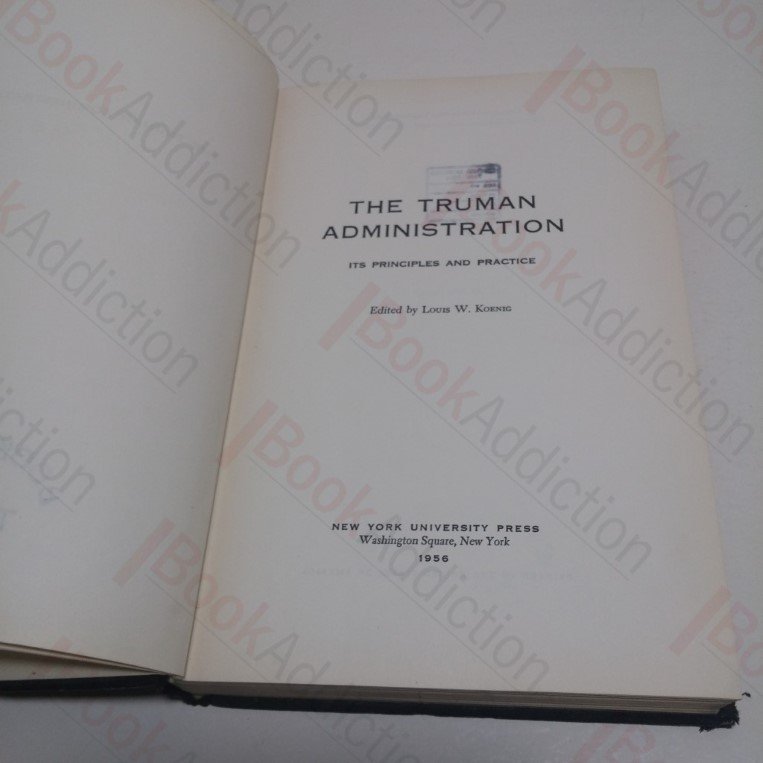 THE TRUMAN
ADMINISTRATION
ITS PRINCIPLES AND PRACTICE
Edited by Louis W. Koenig
NEW YORK UNIVERSITY PRESS
Washington Square, New York
1956
BookAddiction